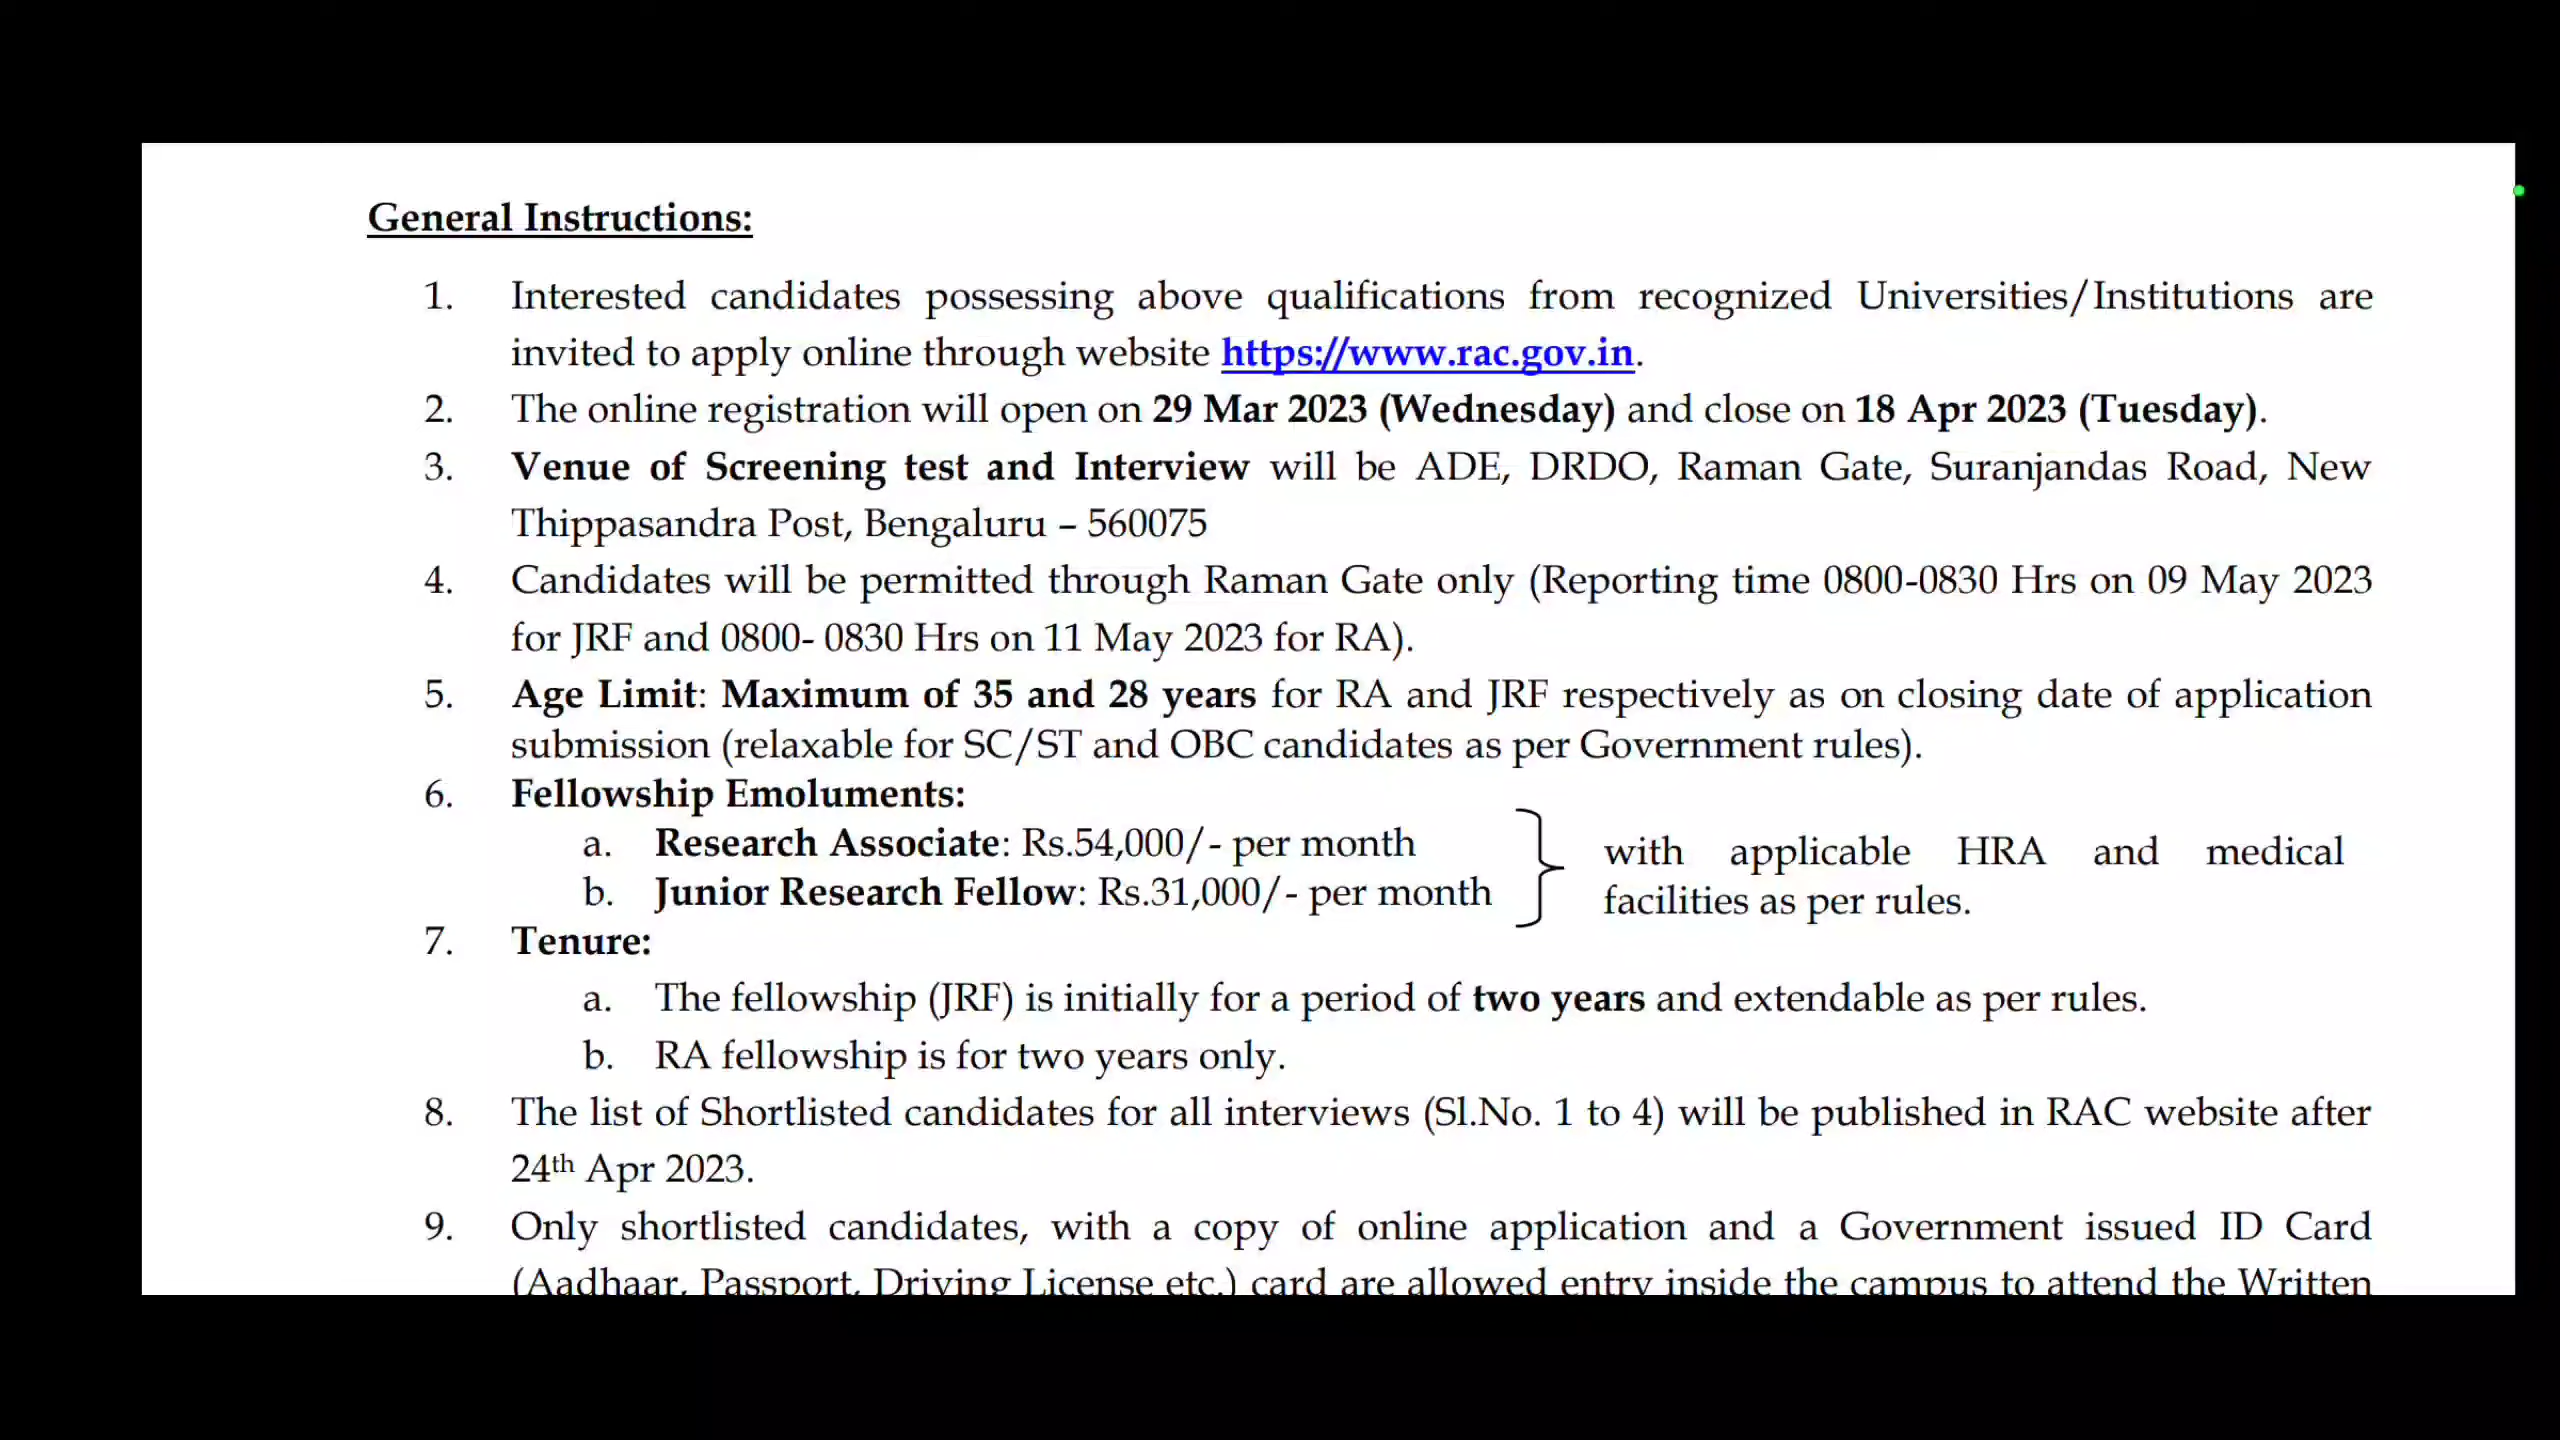 General Instructions:
1. Interested candidates possessing above qualifications from recognized Universities/Institutions are
invited to apply online through website https://www.rac.gov.in.
2. The online registration will open on 29 Mar 2023 (Wednesday) and close on 18 Apr 2023 (Tuesday).
3. Venue of Screening test and Interview will be ADE, DRDO, Raman Gate, Suranjandas Road, New
Thippasandra Post, Bengaluru – 560075
4. Candidates will be permitted through Raman Gate only (Reporting time 0800-0830 Hrs on 09 May 2023
for JRF and 0800- 0830 Hrs on 11 May 2023 for RA).
5. Age Limit: Maximum of 35 and 28 years for RA and JRF respectively as on closing date of application
submission (relaxable for SC/ST and OBC candidates as per Government rules).
6. Fellowship Emoluments:
a. Research Associate: Rs.54,000/- per month
b. Junior Research Fellow: Rs.31,000/- per month
with applicable HRA and medical
facilities as per rules.
7. Tenure:
a. The fellowship (JRF) is initially for a period of two years and extendable as per rules.
b. RA fellowship is for two years only.
8. The list of Shortlisted candidates for all interviews (Sl.No. 1 to 4) will be published in RAC website after
24th Apr 2023.
9. Only shortlisted candidates, with a copy of online application and a Government issued ID Card
(Aadhaar, Passport, Driving License etc.) card are allowed entry inside the campus to attend the Written